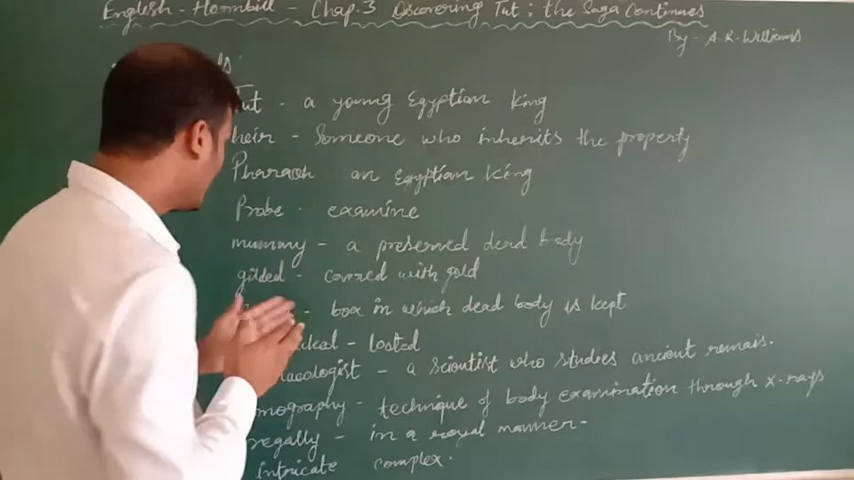 English - Hornbill - Chap.3 Discovering Tut : the Saga Continues
By - A. R. Williams
Tut - a young Egyptian king
heir - Someone who inherits the property
Pharaoh an Egyptian king
Probe - examine
mummy - a preserved dead body
gilded - covered with gold
- box in which dead body is kept
- looted
- a scientist who studies ancient remais.
- technique of body examination through x-rays
regally - in a royal manner -
intricate complex.